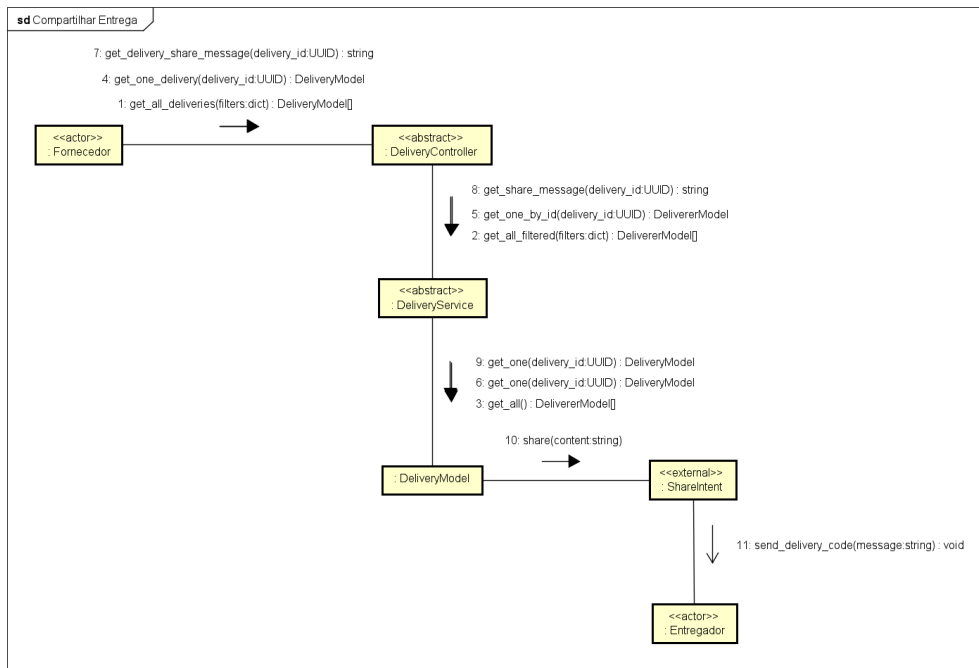 sd Compartilhar Entrega
7: get_delivery_share_message(delivery_id:UUID) : string
4: get_one_delivery(delivery_id:UUID) : DeliveryModel
1: get_all_deliveries(filters:dict) : DeliveryModel[]
<<actor>>
: Fornecedor
<<abstract>>
: DeliveryController
8: get_share_message(delivery_id:UUID) : string
5: get_one_by_id(delivery_id:UUID) : DelivererModel
2: get_all_filtered(filters:dict) : DelivererModel[]
<<abstract>>
: DeliveryService
9: get_one(delivery_id:UUID) : DeliveryModel
6: get_one(delivery_id:UUID) : DeliveryModel
3: get_all() : DelivererModel[]
10: share(content:string)
: DeliveryModel
<<external>>
: ShareIntent
11: send_delivery_code(message:string) : void
<<actor>>
: Entregador